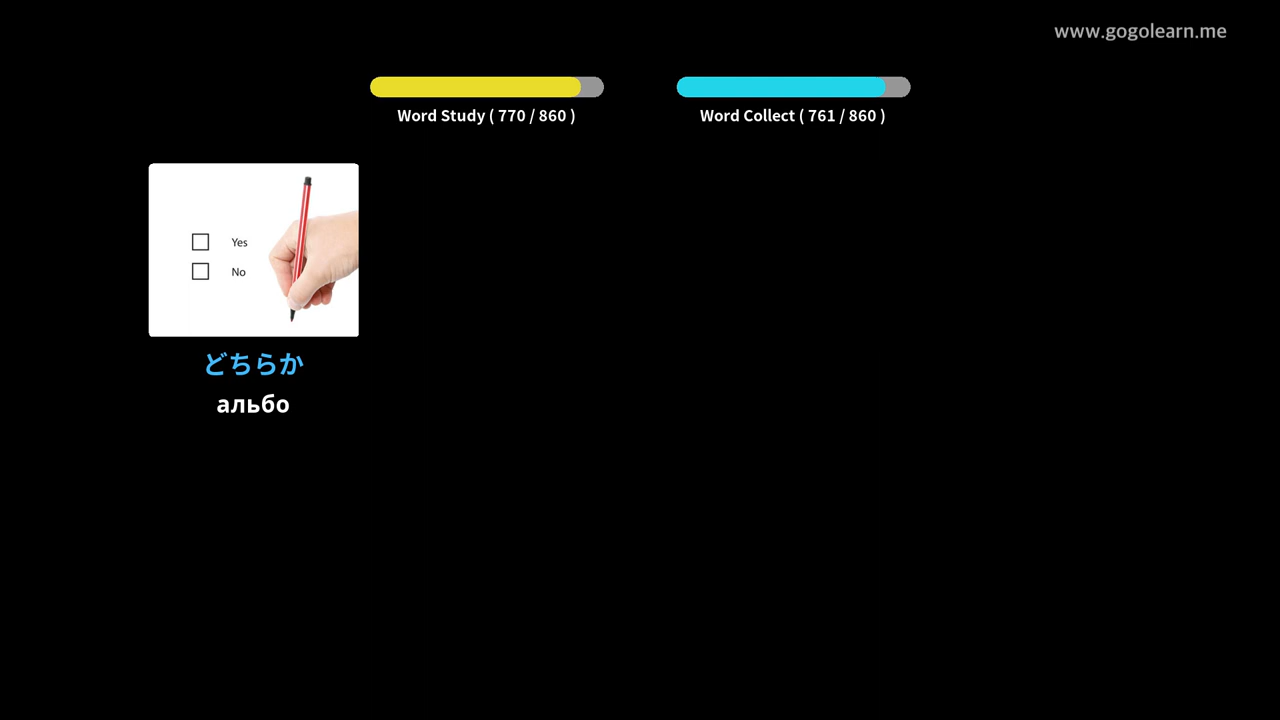 www.gogolearn.me
Word Study ( 770 / 860 )
Word Collect ( 761 / 860 )
Yes
No
どちらか
альбо